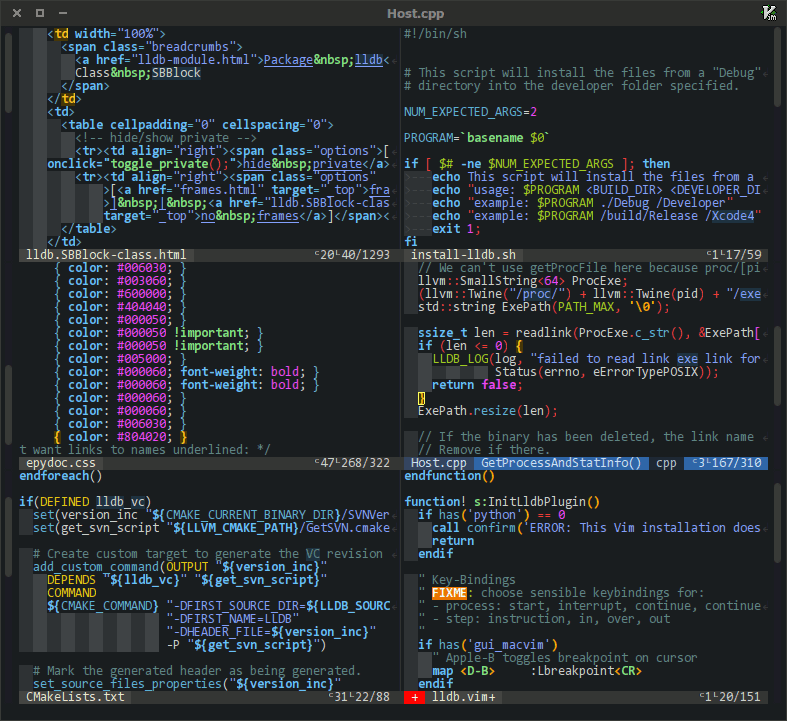 Host.cpp
<td width="100%">
<span class="breadcrumbs">
<a href="lldb-module.html">Package&nbsp;lldb<
Class&nbsp;SBBlock
</span>
</td>
<td>
<table cellpadding="0" cellspacing="0">
<!-- hide/show private -->
<tr><td align="right"><span class="options">[
onclick="toggle_private();">hide&nbsp;private</a>
<tr><td align="right"><span class="options"
>[<a href="frames.html" target="_top">fra
>]&nbsp;|&nbsp;<a href="lldb.SBBlock-clas
target="_top">no&nbsp;frames</a>]</span><
</table>
</td>
lldb.SBBlock-class.html c20L40/1293
#!/bin/sh
# This script will install the files from a "Debug"
# directory into the developer folder specified.
NUM_EXPECTED_ARGS=2
PROGRAM=`basename $0`
if [ $# -ne $NUM_EXPECTED_ARGS ]; then
echo This script will install the files from a
echo "usage: $PROGRAM <BUILD_DIR> <DEVELOPER_DI
echo "example: $PROGRAM ./Debug /Developer"
echo "example: $PROGRAM /build/Release /Xcode4"
exit 1;
fi
install-lldb.sh c1L17/59
{ color: #006030; }
{ color: #003060; }
{ color: #600000; }
{ color: #404040; }
{ color: #000050; }
{ color: #000050 !important; }
{ color: #000050 !important; }
{ color: #005000; }
{ color: #000060; font-weight: bold; }
{ color: #000060; font-weight: bold; }
{ color: #000060; }
{ color: #000060; }
{ color: #006030; }
{ color: #804020; }
t want links to names underlined: */
epydoc.css c47L268/322
// We can't use getProcFile here because proc/[pi
llvm::SmallString<64> ProcExe;
(llvm::Twine("/proc/") + llvm::Twine(pid) + "/exe
std::string ExePath(PATH_MAX, '\0');
ssize_t len = readlink(ProcExe.c_str(), &ExePath[
if (len <= 0) {
LLDB_LOG(log, "failed to read link exe link for
Status(errno, eErrorTypePOSIX));
return false;
}
ExePath.resize(len);
// If the binary has been deleted, the link name
// Remove if there.
Host.cpp GetProcessAndStatInfo() cpp c3L167/310
endforeach()
if(DEFINED lldb_vc)
set(version_inc "${CMAKE_CURRENT_BINARY_DIR}/SVNVer
set(get_svn_script "${LLVM_CMAKE_PATH}/GetSVN.cmake
# Create custom target to generate the VC revision
add_custom_command(OUTPUT "${version_inc}"
DEPENDS "${lldb_vc}" "${get_svn_script}"
COMMAND
${CMAKE_COMMAND} "-DFIRST_SOURCE_DIR=${LLDB_SOURC
"-DFIRST_NAME=LLDB"
"-DHEADER_FILE=${version_inc}"
-P "${get_svn_script}")
# Mark the generated header as being generated.
set_source_files_properties("${version_inc}"
CMakeLists.txt c31L22/88
endfunction()
function! s:InitLldbPlugin()
if has('python') == 0
call confirm('ERROR: This Vim installation does
return
endif
" Key-Bindings
" FIXME: choose sensible keybindings for:
" - process: start, interrupt, continue, continue
" - step: instruction, in, over, out
"
if has('gui_macvim')
" Apple-B toggles breakpoint on cursor
map <D-B> :Lbreakpoint<CR>
endif
+ lldb.vim+ c1L20/151